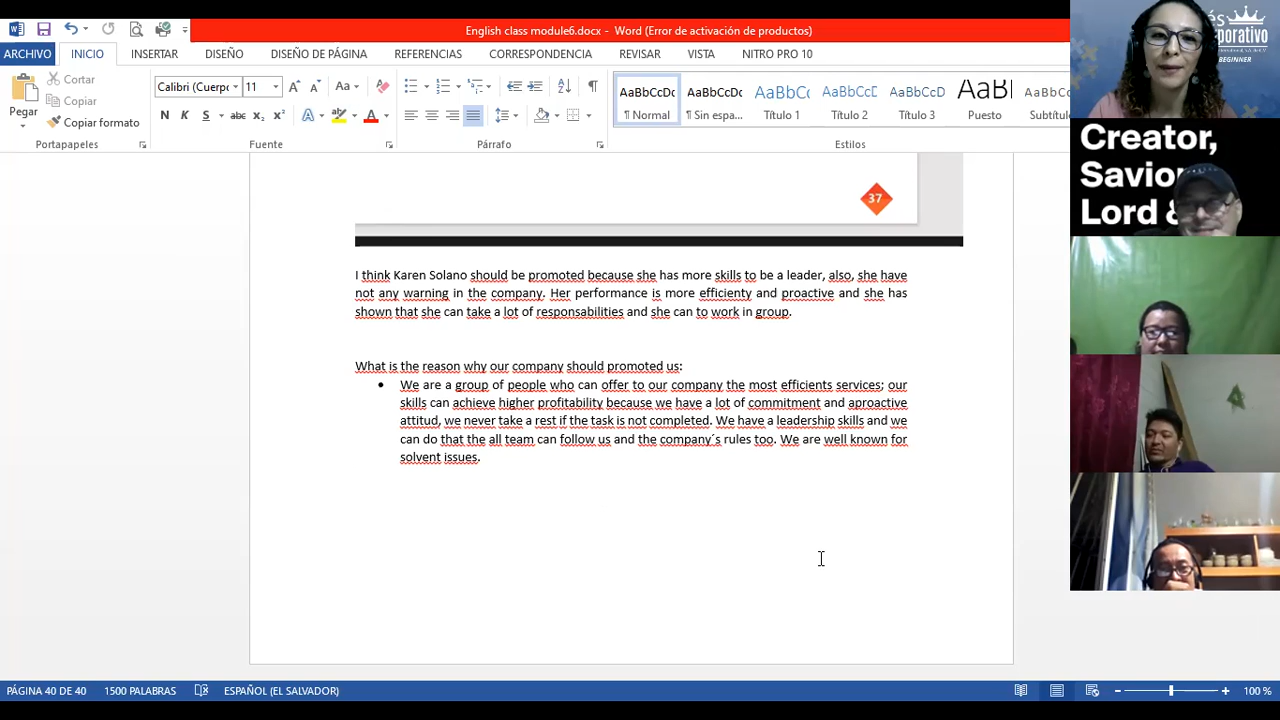 English class module6.docx - Word (Error de activación de productos)
ARCHIVO INICIO INSERTAR DISEÑO DISEÑO DE PÁGINA REFERENCIAS CORRESPONDENCIA REVISAR VISTA NITRO PRO 10
Pegar
Cortar
Copiar
Copiar formato
Portapapeles
Calibri (Cuerpc 11
N K S abc x₂ x²
Fuente
Párrafo
AaBbCcDc AaBbCcDc AaBbCc AaBbCcC AaBbCcD AaBl AaBbCcC
¶ Normal ¶ Sin espa... Título 1 Título 2 Título 3 Puesto Subtítul
Estilos
és
rporativo
BEGINNER
Creator,
Savior
Lord &
37
I think Karen Solano should be promoted because she has more skills to be a leader, also, she have
not any warning in the company. Her performance is more efficienty and proactive and she has
shown that she can take a lot of responsabilities and she can to work in group.
What is the reason why our company should promoted us:
• We are a group of people who can offer to our company the most efficients services; our
skills can achieve higher profitability because we have a lot of commitment and aproactive
attitud, we never take a rest if the task is not completed. We have a leadership skills and we
can do that the all team can follow us and the company´s rules too. We are well known for
solvent issues.
PÁGINA 40 DE 40 1500 PALABRAS ESPAÑOL (EL SALVADOR) 100 %